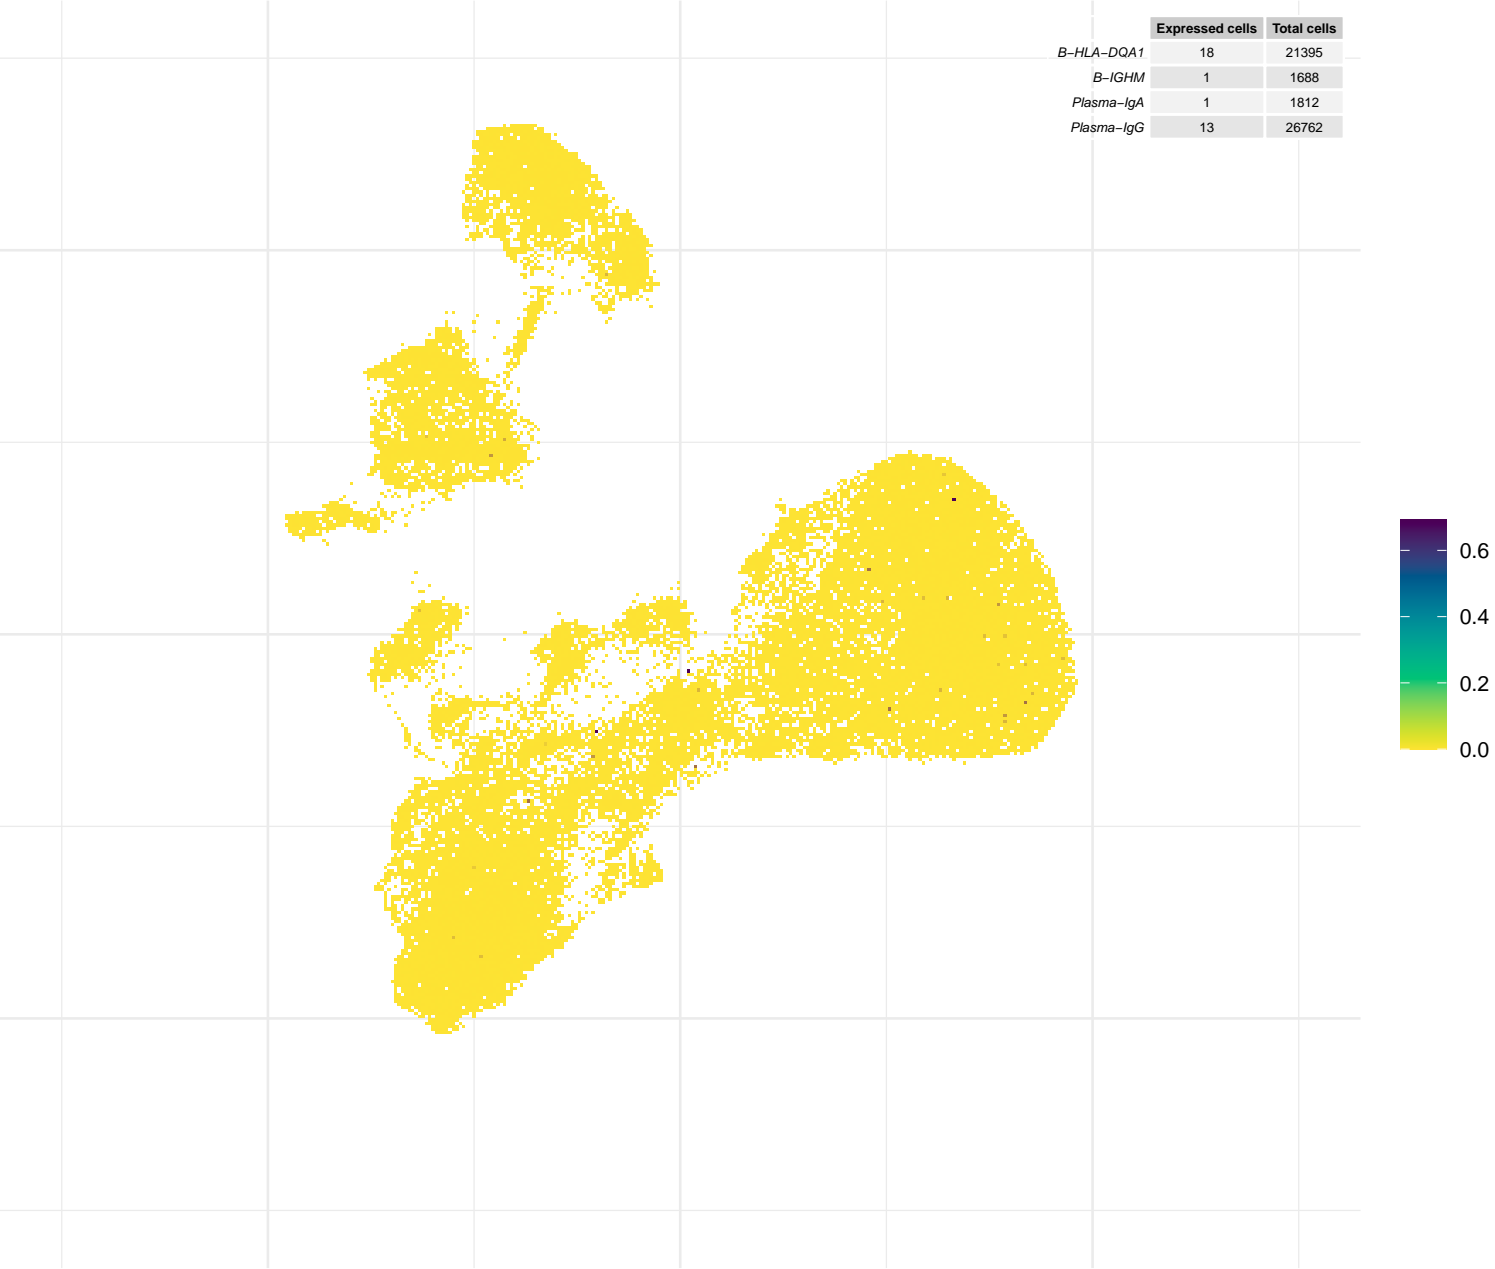 Expressed cells Total cells
B−HLA−DQA1 18 21395
B−IGHM 1 1688
Plasma−IgA 1 1812
Plasma−IgG 13 26762
0.6
0.4
0.2
0.0